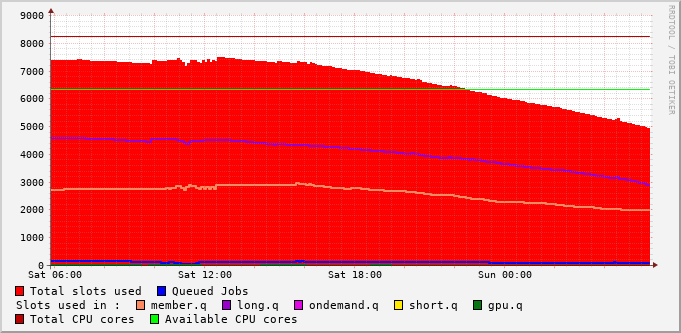 9000
8000
7000
6000
5000
4000
3000
2000
1000
0
Sat 06:00 Sat 12:00 Sat 18:00 Sun 00:00
RRDTOOL / TOBI OETIKER
Total slots used Queued Jobs
Slots used in : member.q long.q ondemand.q short.q gpu.q
Total CPU cores Available CPU cores